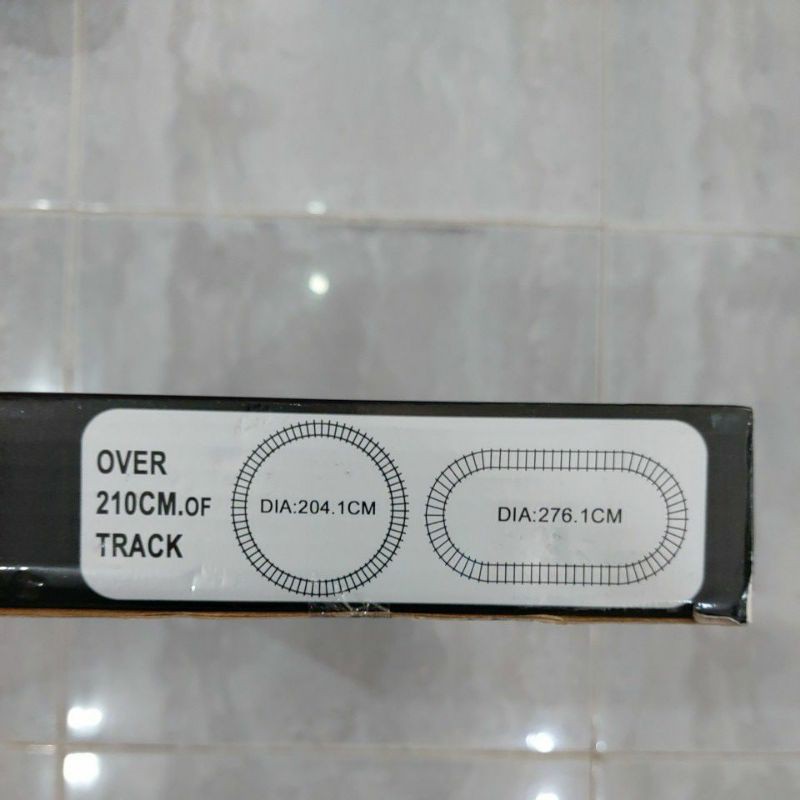 OVER
210CM.OF
TRACK
DIA:204.1CM
DIA:276.1CM